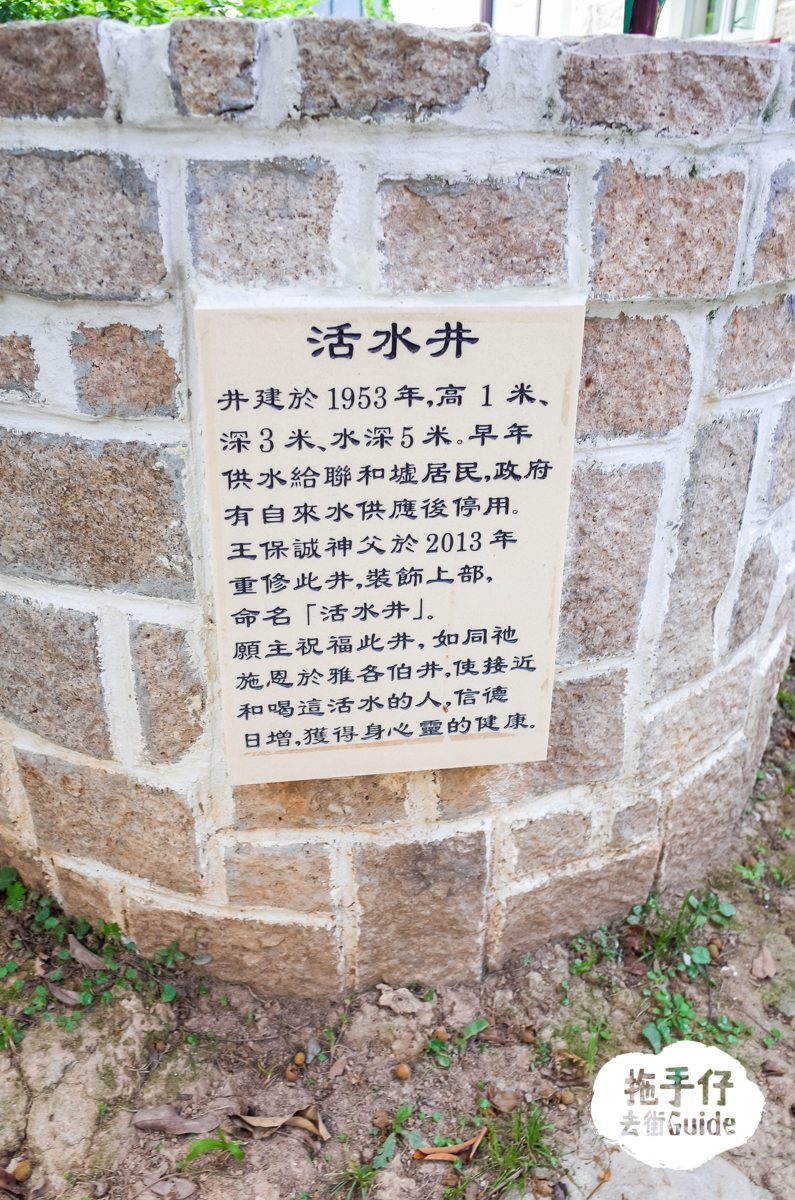 活水井
井建於1953年,高1米、
深3米、水深5米。早年
供水給聯和墟居民,政府
有自來水供應後停用。
王保誠神父於2013年
重修此井,裝飾上部,
命名「活水井」。
願主祝福此井,如同祂
施恩於雅各伯井,使接近
和喝這活水的人,信德
日增,獲得身心靈的健康。
拖手仔
去街Guide